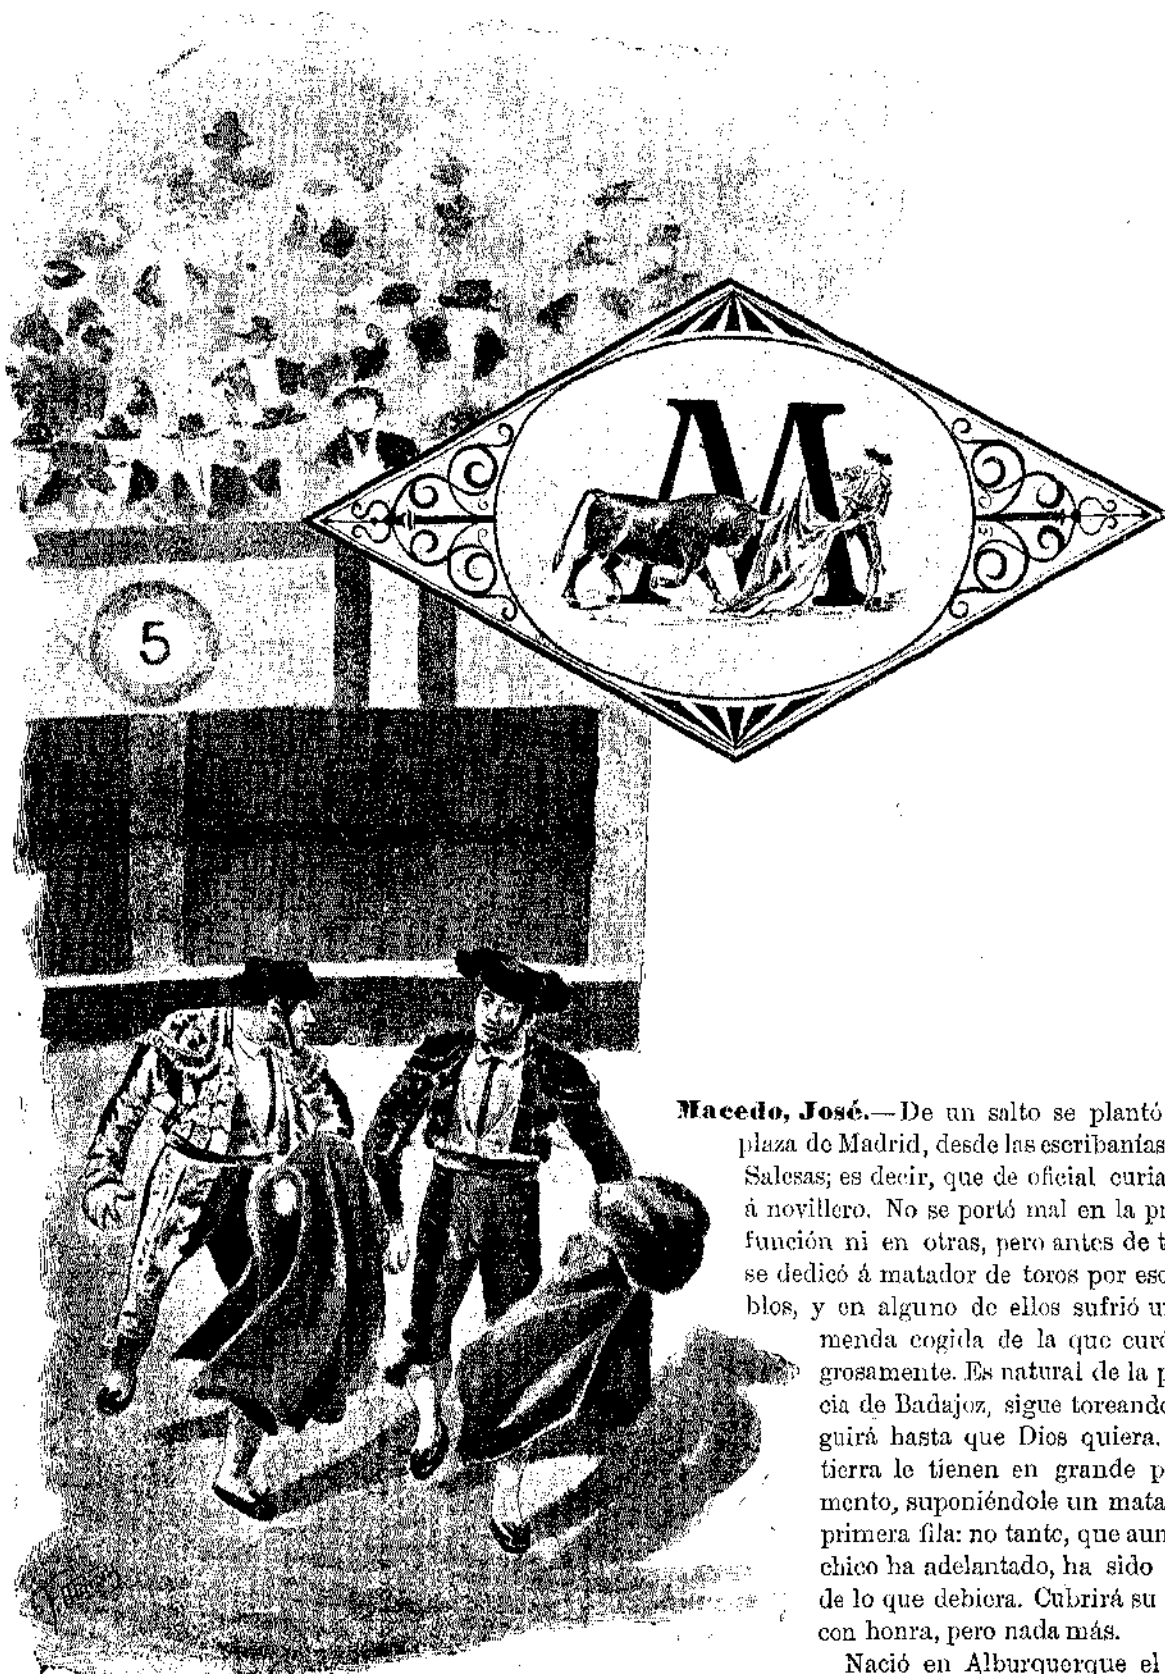 M
5
Macedo, José.—De un salto se plantó
plaza de Madrid, desde las escribanías
Salesas; es decir, que de oficial curia
á novillero. No se portó mal en la pr
función ni en otras, pero antes de t
se dedicó á matador de toros por eso
blos, y en alguno de ellos sufrió u
menda cogida de la que curó
grosamente. Es natural de la p
cia de Badajoz, sigue toreando
guirá hasta que Dios quiera.
tierra le tienen en grande p
mento, suponiéndole un mata
primera fila: no tanto, que aun
chico ha adelantado, ha sido
de lo que debiera. Cubrirá su
con honra, pero nada más.
Nació en Alburquerque el